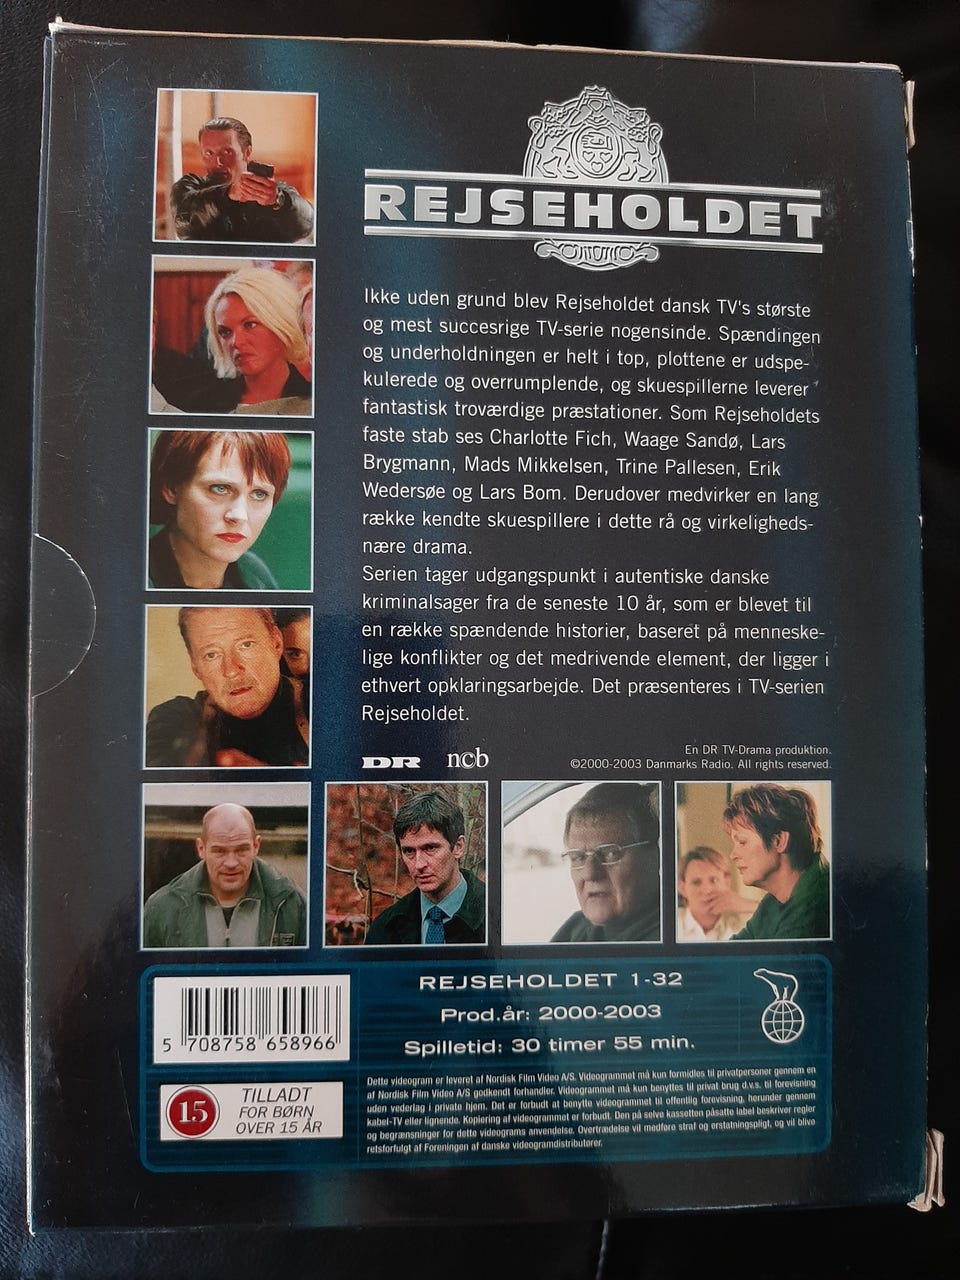 REJSEHOLDET
Ikke uden grund blev Rejseholdet dansk TV's største
og mest succesrige TV-serie nogensinde. Spændingen
og underholdningen er helt i top, plottene er udspe-
kulerede og overrumplende, og skuespillerne leverer
fantastisk troværdige præstationer. Som Rejseholdets
faste stab ses Charlotte Fich, Waage Sandø, Lars
Brygmann, Mads Mikkelsen, Trine Pallesen, Erik
Wedersøe og Lars Bom. Derudover medvirker en lang
række kendte skuespillere i dette rå og virkeligheds-
nære drama.
Serien tager udgangspunkt i autentiske danske
kriminalsager fra de seneste 10 år, som er blevet til
en række spændende historier, baseret på menneske-
lige konflikter og det medrivende element, der ligger i
ethvert opklaringsarbejde. Det præsenteres i TV-serien
Rejseholdet.
DR ncb
En DR TV-Drama produktion.
©2000-2003 Danmarks Radio. All rights reserved.
REJSEHOLDET 1-32
Prod.år: 2000-2003
Spilletid: 30 timer 55 min.
5 708758 658966
15
TILLADT
FOR BØRN
OVER 15 ÅR
Dette videogram er leveret af Nordisk Film Video A/S. Videogrammet må kun formidles til privatpersoner gennem en
af Nordisk Film Video A/S godkendt forhandler. Videogrammet må kun benyttes til privat brug d.v.s. til forevisning
uden vederlag i private hjem. Det er forbudt at benytte videogrammet til offentlig forevisning, herunder gennem
kabel-TV eller lignende. Kopiering af videogrammet er forbudt. Den på selve kassetten påsatte label beskriver regler
og begrænsninger for dette videograms anvendelse. Overtrædelse vil medføre straf og erstatningspligt, og vil blive
retsforfulgt af Foreningen af danske videogramdistributører.